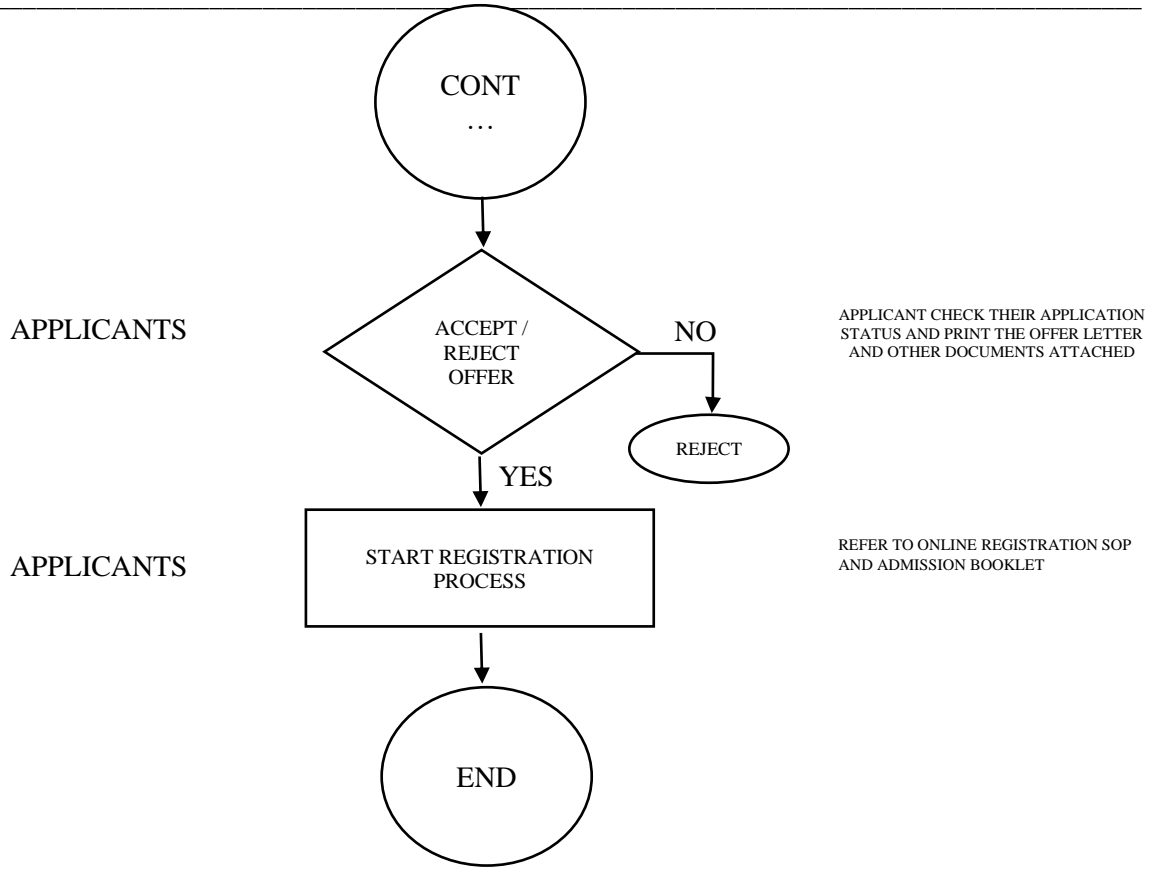 CONT
…
APPLICANTS
ACCEPT /
REJECT
OFFER
NO
APPLICANT CHECK THEIR APPLICATION
STATUS AND PRINT THE OFFER LETTER
AND OTHER DOCUMENTS ATTACHED
REJECT
YES
APPLICANTS
START REGISTRATION
PROCESS
REFER TO ONLINE REGISTRATION SOP
AND ADMISSION BOOKLET
END